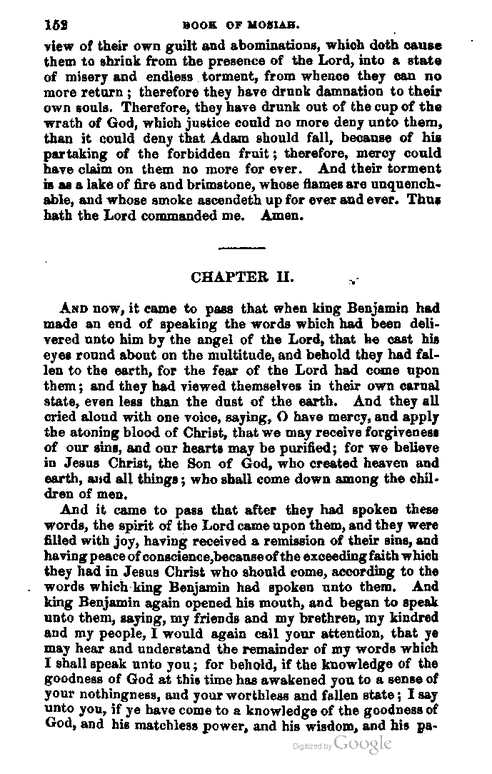 152 BOOK OF MOSIAH.
view of their own guilt and abominations, which doth cause
them to shrink from the presence of the Lord, into a state
of misery and endless torment, from whence they can no
more return; therefore they have drunk damnation to their
own souls. Therefore, they have drunk out of the cup of the
wrath of God, which justice could no more deny unto them,
than it could deny that Adam should fall, because of his
partaking of the forbidden fruit; therefore, mercy could
have claim on them no more for ever. And their torment
is as a lake of fire and brimstone, whose flames are unquench-
able, and whose smoke ascendeth up for ever and ever. Thus
hath the Lord commanded me. Amen.
CHAPTER II.
AND now, it came to pass that when king Benjamin had
made an end of speaking the words which had been deli-
vered unto him by the angel of the Lord, that he cast his
eyes round about on the multitude, and behold they had fal-
len to the earth, for the fear of the Lord had come upon
them; and they had viewed themselves in their own carnal
state, even less than the dust of the earth. And they all
cried aloud with one voice, saying, O have mercy, and apply
the atoning blood of Christ, that we may receive forgiveness
of our sins, and our hearts may be purified; for we believe
in Jesus Christ, the Son of God, who created heaven and
earth, and all things; who shall come down among the chil-
dren of men.
And it came to pass that after they had spoken these
words, the spirit of the Lord came upon them, and they were
filled with joy, having received a remission of their sins, and
having peace of conscience, because of the exceeding faith which
they had in Jesus Christ who should come, according to the
words which king Benjamin had spoken unto them. And
king Benjamin again opened his mouth, and began to speak
unto them, saying, my friends and my brethren, my kindred
and my people, I would again call your attention, that ye
may hear and understand the remainder of my words which
I shall speak unto you; for behold, if the knowledge of the
goodness of God at this time has awakened you to a sense of
your nothingness, and your worthless and fallen state; I say
unto you, if ye have come to a knowledge of the goodness of
God, and his matchless power, and his wisdom, and his pa-
Digitized by Google